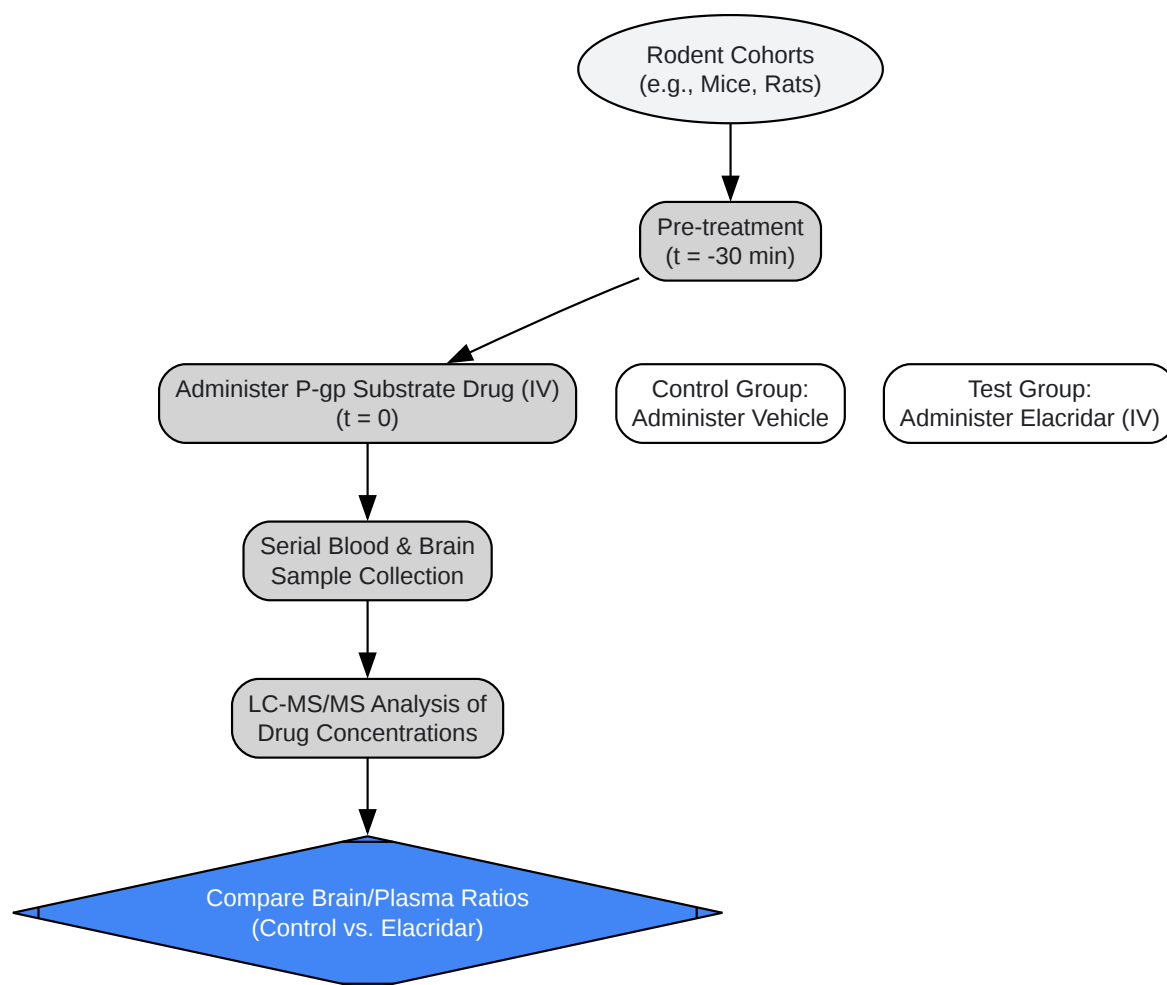 Rodent Cohorts
(e.g., Mice, Rats)
Pre-treatment
(t = -30 min)
Administer P-gp Substrate Drug (IV)
(t = 0)
Control Group:
Administer Vehicle
Test Group:
Administer Elacridar (IV)
Serial Blood & Brain
Sample Collection
LC-MS/MS Analysis of
Drug Concentrations
Compare Brain/Plasma Ratios
(Control vs. Elacridar)